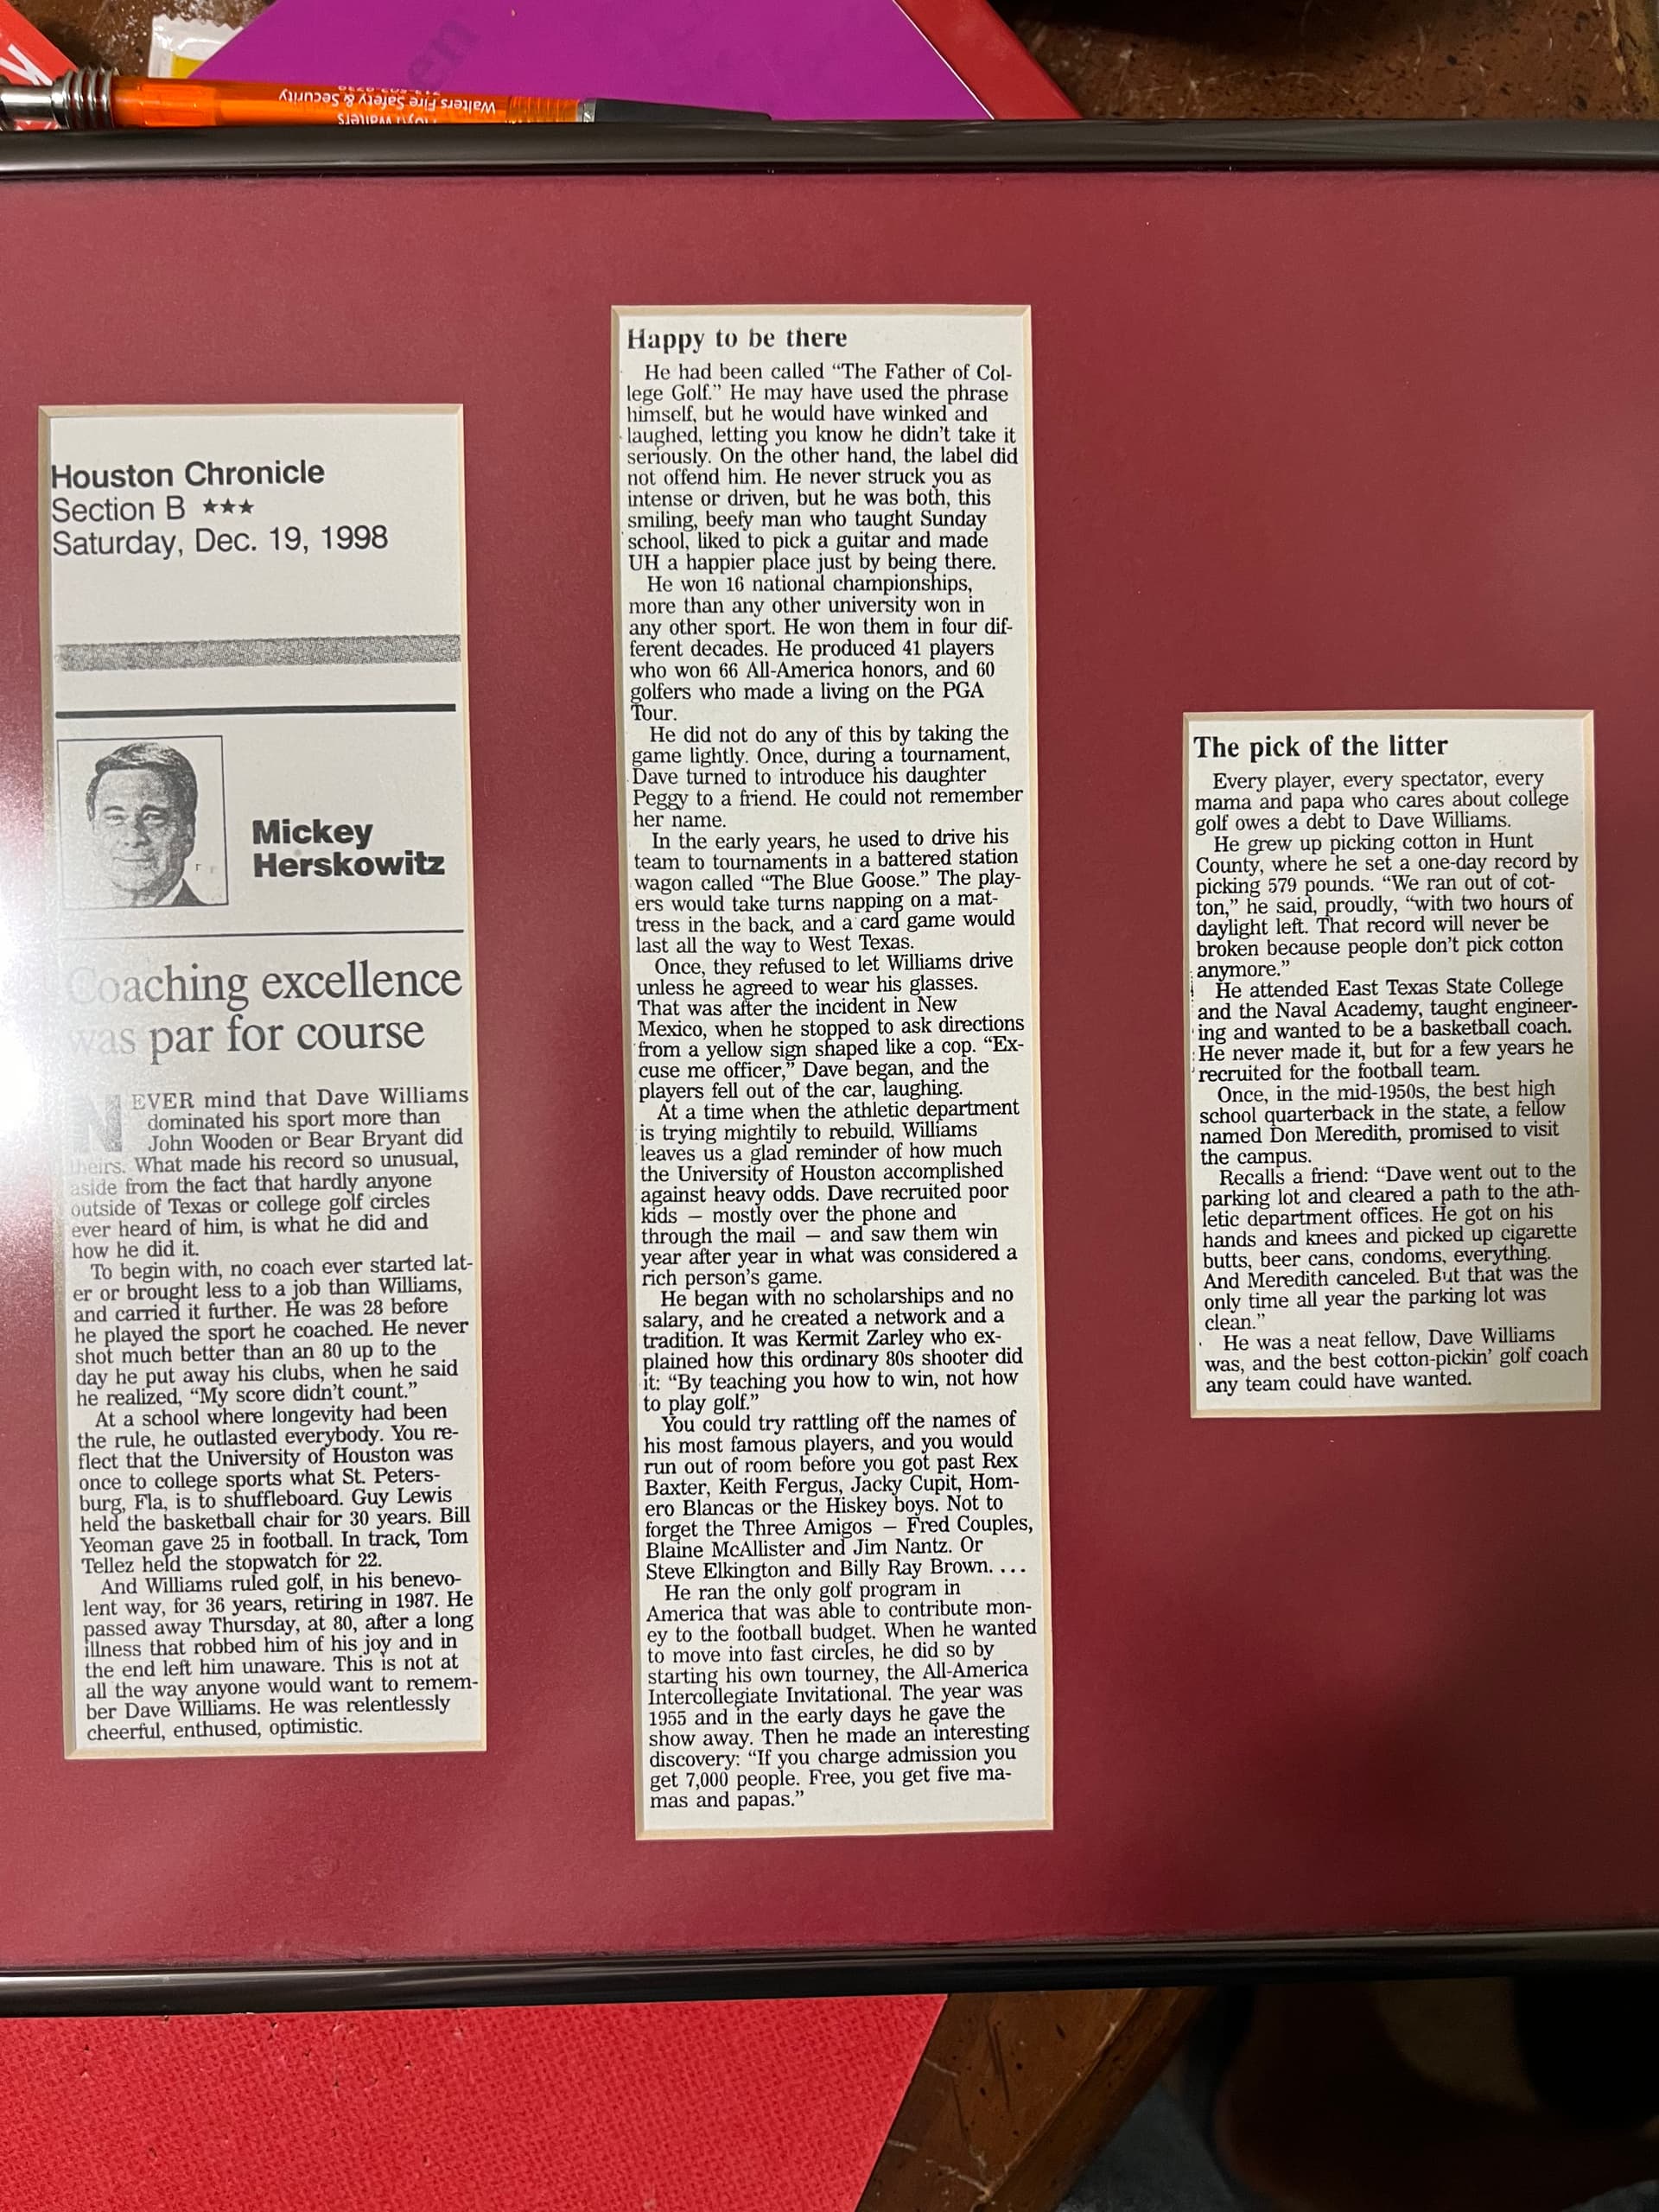 Walters Fire Safety & Security
Houston Chronicle
Section B ★★★
Saturday, Dec. 19, 1998
Mickey
Herskowitz
Coaching excellence
was par for course
NEVER mind that Dave Williams
dominated his sport more than
John Wooden or Bear Bryant did
theirs. What made his record so unusual,
aside from the fact that hardly anyone
outside of Texas or college golf circles
ever heard of him, is what he did and
how he did it.
To begin with, no coach ever started lat-
er or brought less to a job than Williams,
and carried it further. He was 28 before
he played the sport he coached. He never
shot much better than an 80 up to the
day he put away his clubs, when he said
he realized, “My score didn’t count.”
At a school where longevity had been
the rule, he outlasted everybody. You re-
flect that the University of Houston was
once to college sports what St. Peters-
burg, Fla, is to shuffleboard. Guy Lewis
held the basketball chair for 30 years. Bill
Yeoman gave 25 in football. In track, Tom
Tellez held the stopwatch for 22.
And Williams ruled golf, in his benevo-
lent way, for 36 years, retiring in 1987. He
passed away Thursday, at 80, after a long
illness that robbed him of his joy and in
the end left him unaware. This is not at
all the way anyone would want to remem-
ber Dave Williams. He was relentlessly
cheerful, enthused, optimistic.
Happy to be there
He had been called “The Father of Col-
lege Golf.” He may have used the phrase
himself, but he would have winked and
laughed, letting you know he didn’t take it
seriously. On the other hand, the label did
not offend him. He never struck you as
intense or driven, but he was both, this
smiling, beefy man who taught Sunday
school, liked to pick a guitar and made
UH a happier place just by being there.
He won 16 national championships,
more than any other university won in
any other sport. He won them in four dif-
ferent decades. He produced 41 players
who won 66 All-America honors, and 60
golfers who made a living on the PGA
Tour.
He did not do any of this by taking the
game lightly. Once, during a tournament,
Dave turned to introduce his daughter
Peggy to a friend. He could not remember
her name.
In the early years, he used to drive his
team to tournaments in a battered station
wagon called “The Blue Goose.” The play-
ers would take turns napping on a mat-
tress in the back, and a card game would
last all the way to West Texas.
Once, they refused to let Williams drive
unless he agreed to wear his glasses.
That was after the incident in New
Mexico, when he stopped to ask directions
from a yellow sign shaped like a cop. “Ex-
cuse me officer,” Dave began, and the
players fell out of the car, laughing.
At a time when the athletic department
is trying mightily to rebuild, Williams
leaves us a glad reminder of how much
the University of Houston accomplished
against heavy odds. Dave recruited poor
kids — mostly over the phone and
through the mail — and saw them win
year after year in what was considered a
rich person’s game.
He began with no scholarships and no
salary, and he created a network and a
tradition. It was Kermit Zarley who ex-
plained how this ordinary 80s shooter did
it: “By teaching you how to win, not how
to play golf.”
You could try rattling off the names of
his most famous players, and you would
run out of room before you got past Rex
Baxter, Keith Fergus, Jacky Cupit, Hom-
ero Blancas or the Hiskey boys. Not to
forget the Three Amigos — Fred Couples,
Blaine McAllister and Jim Nantz. Or
Steve Elkington and Billy Ray Brown. . . .
He ran the only golf program in
America that was able to contribute mon-
ey to the football budget. When he wanted
to move into fast circles, he did so by
starting his own tourney, the All-America
Intercollegiate Invitational. The year was
1955 and in the early days he gave the
show away. Then he made an interesting
discovery: “If you charge admission you
get 7,000 people. Free, you get five ma-
mas and papas.”
The pick of the litter
Every player, every spectator, every
mama and papa who cares about college
golf owes a debt to Dave Williams.
He grew up picking cotton in Hunt
County, where he set a one-day record by
picking 579 pounds. “We ran out of cot-
ton,” he said, proudly, “with two hours of
daylight left. That record will never be
broken because people don’t pick cotton
anymore.”
He attended East Texas State College
and the Naval Academy, taught engineer-
ing and wanted to be a basketball coach.
He never made it, but for a few years he
recruited for the football team.
Once, in the mid-1950s, the best high
school quarterback in the state, a fellow
named Don Meredith, promised to visit
the campus.
Recalls a friend: “Dave went out to the
parking lot and cleared a path to the ath-
letic department offices. He got on his
hands and knees and picked up cigarette
butts, beer cans, condoms, everything.
And Meredith canceled. But that was the
only time all year the parking lot was
clean.”
He was a neat fellow, Dave Williams
was, and the best cotton-pickin’ golf coach
any team could have wanted.